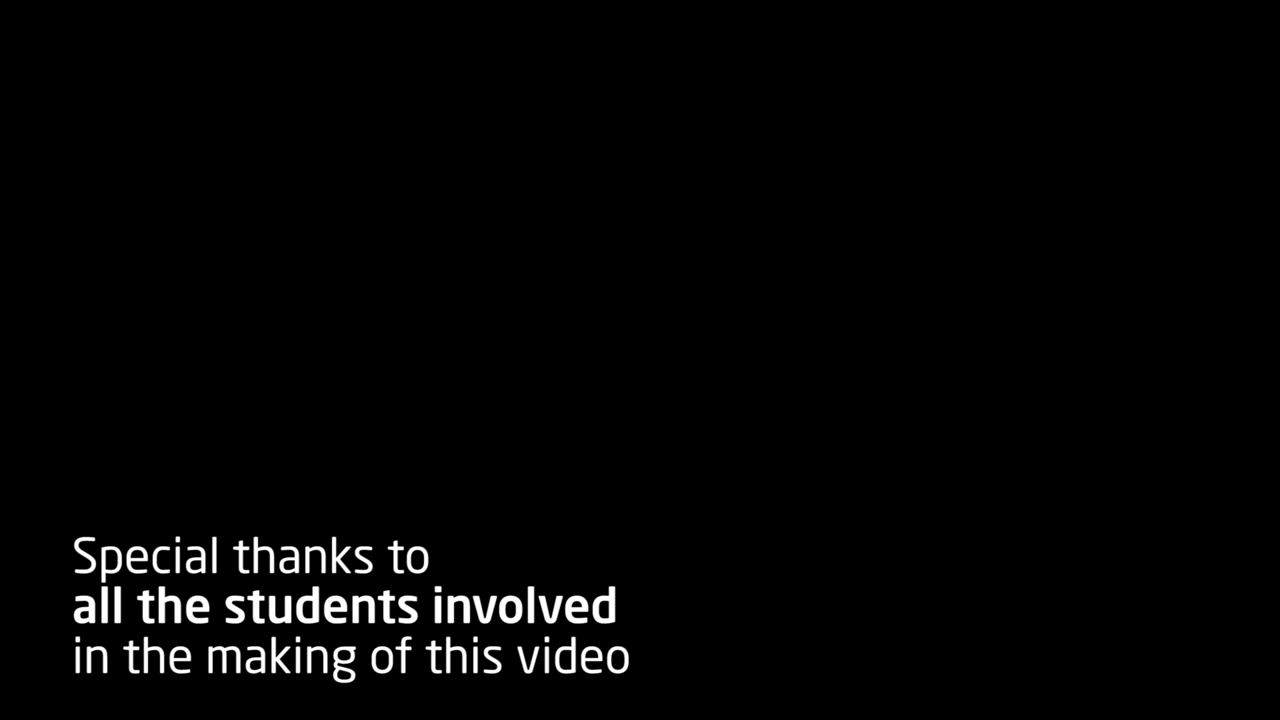 Special thanks to
all the students involved
in the making of this video